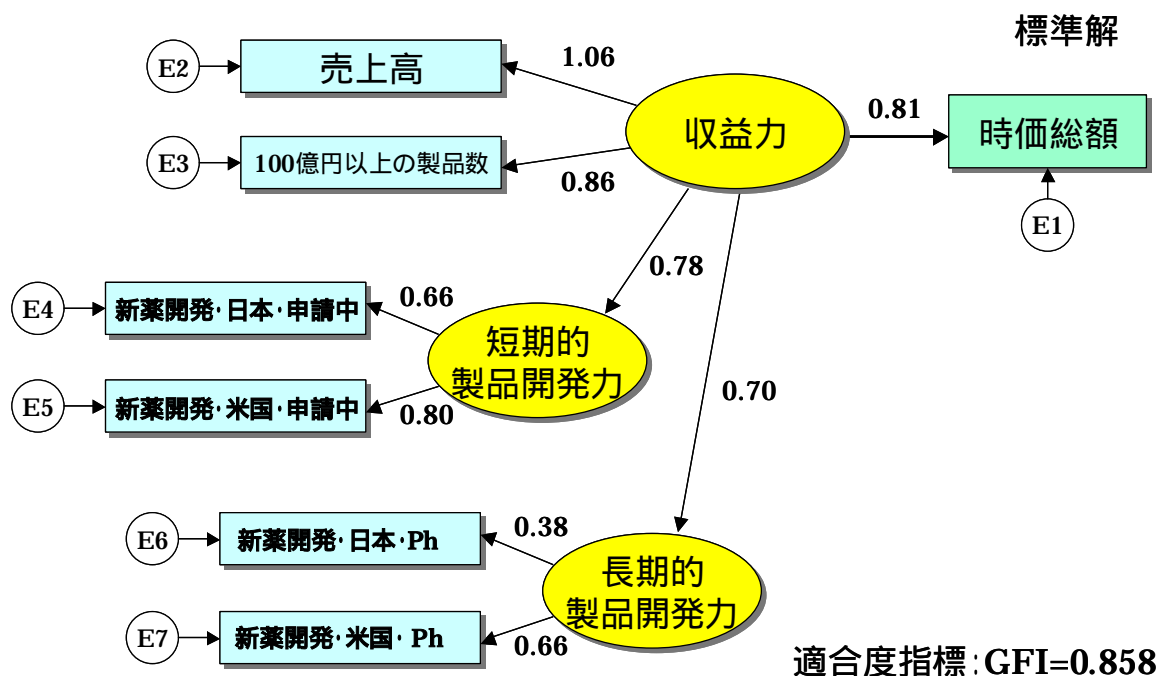 標準解
E2
売上高
1.06
収益力
0.81
時価総額
E3
100億円以上の製品数
0.86
E1
0.78
E4
新薬開発・日本・申請中
0.66
短期的
製品開発力
E5
新薬開発・米国・申請中
0.80
0.70
E6
新薬開発・日本・Ph
0.38
長期的
製品開発力
E7
新薬開発・米国・Ph
0.66
適合度指標:GFI=0.858